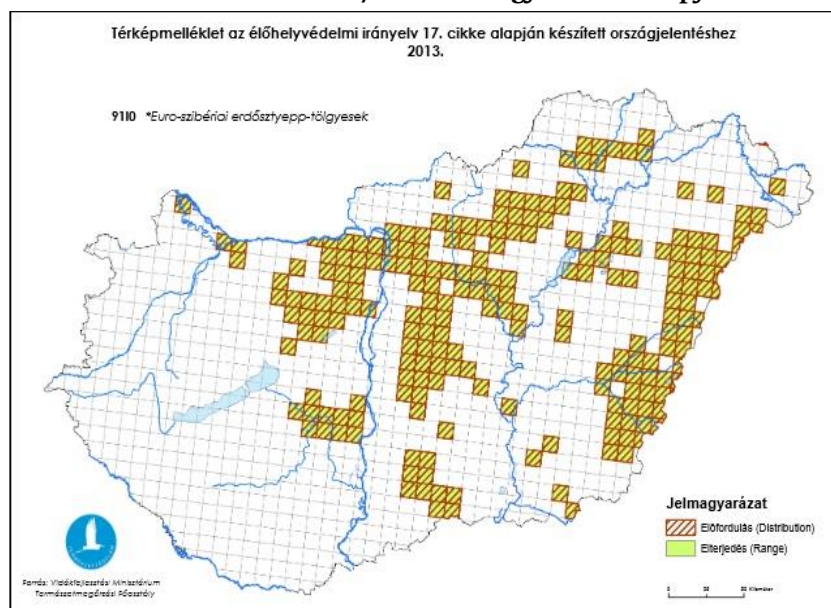 Térképmelléklet az élőhelyvédelmi irányelv 17. cikke alapján készített országjelentéshez
2013.
91I0 *Euro-szibériai erdősztyepp-tölgyesek
Jelmagyarázat
Előfordulás (Distribution)
Elterjedés (Range)
Forrás: Vidékfejlesztési Minisztérium
Természetmegőrzési Főosztály
Kilométer